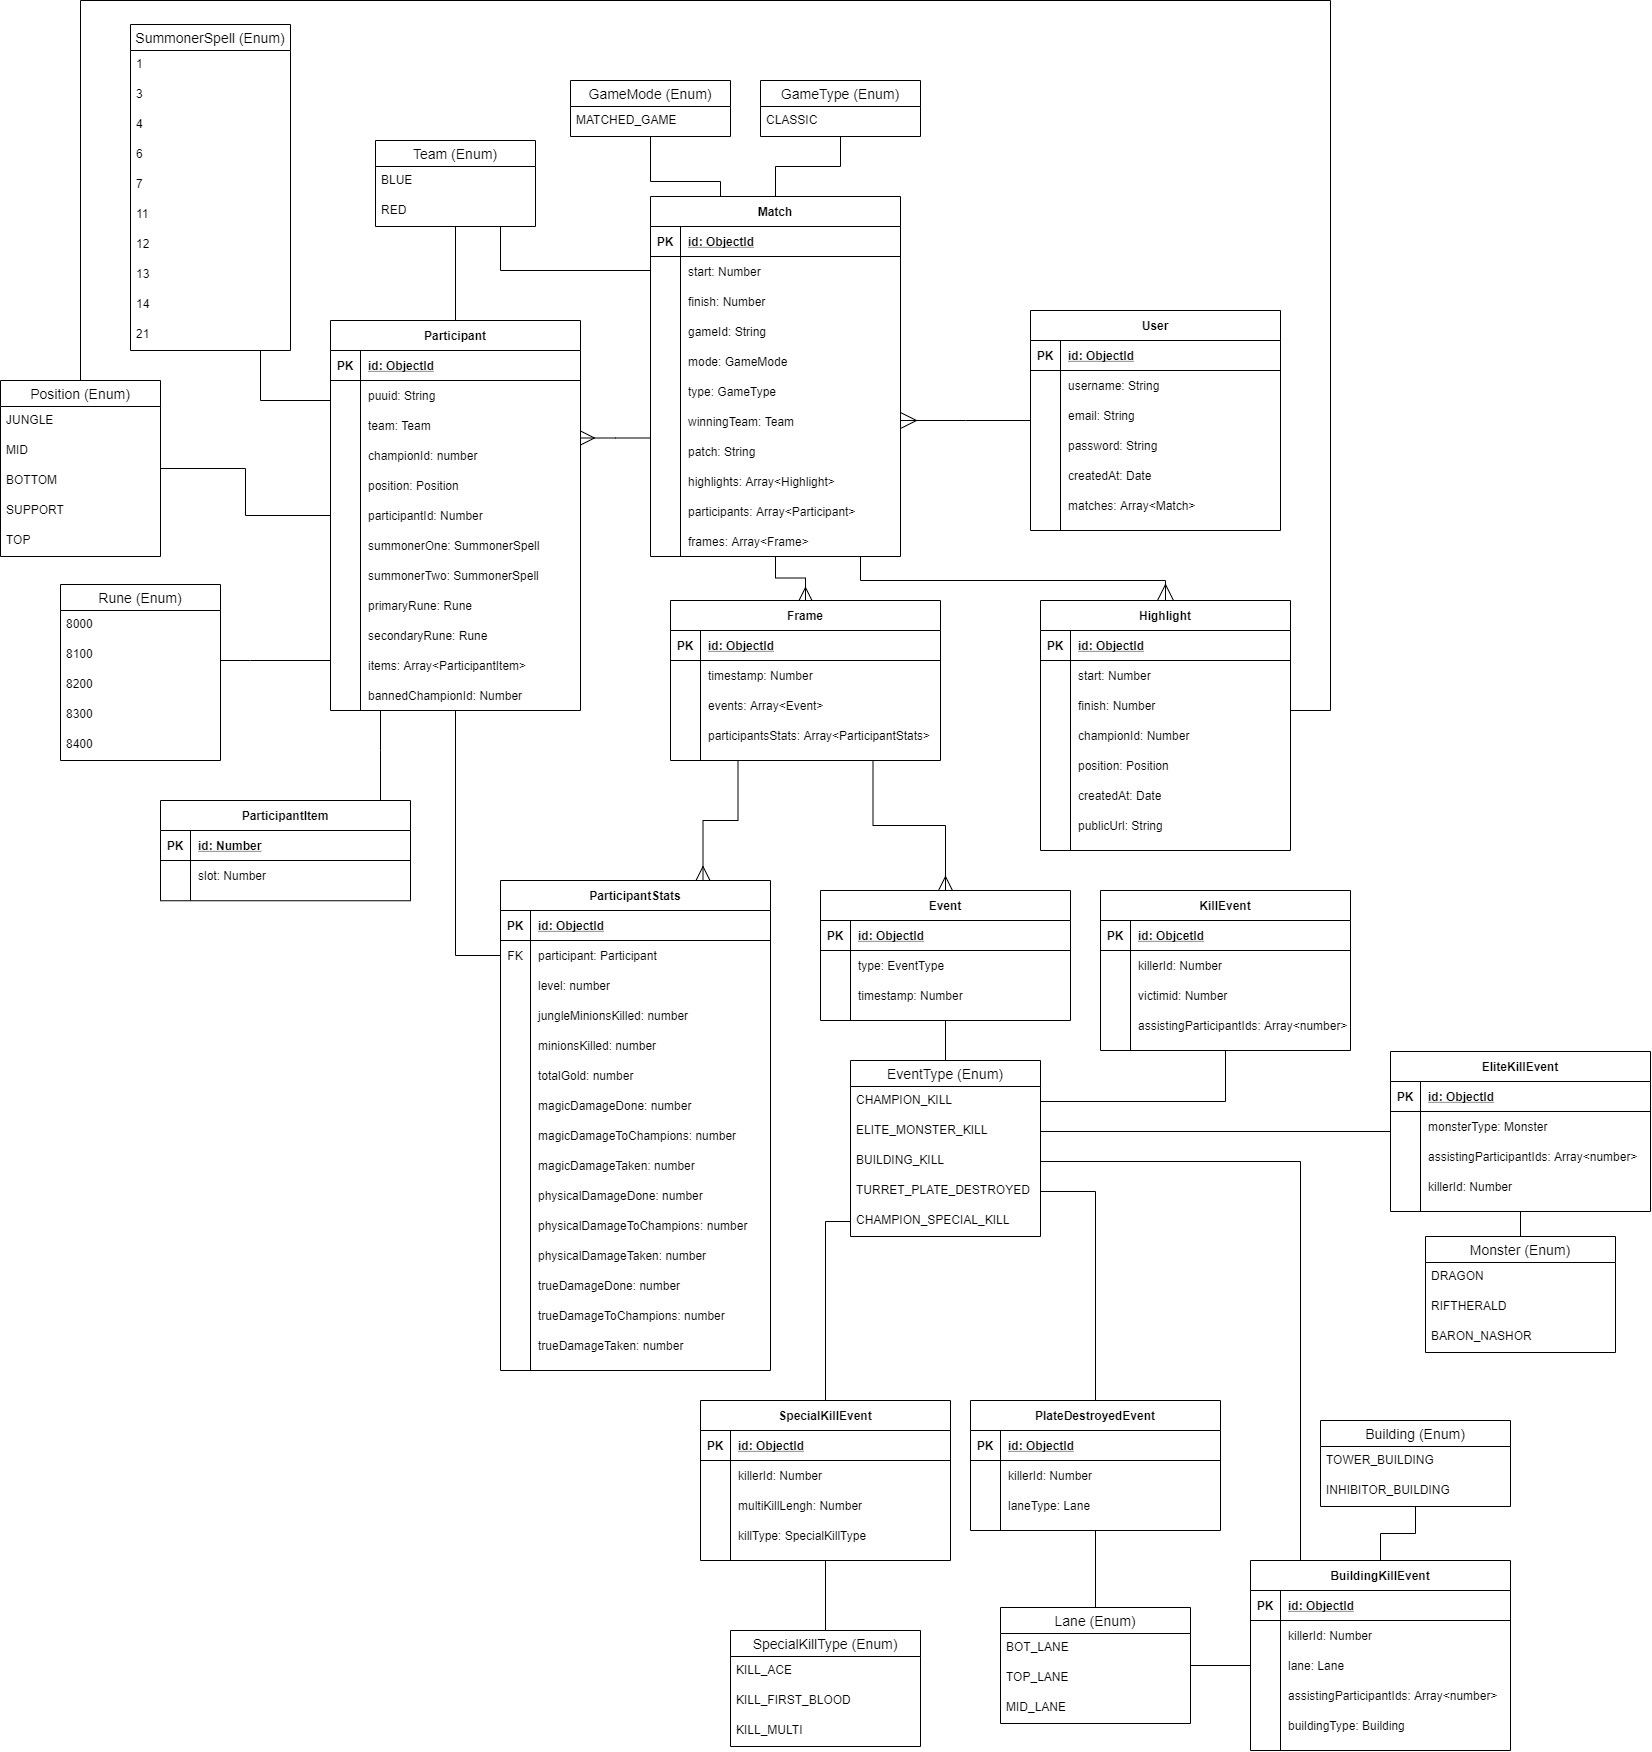 SummonerSpell (Enum)
1
3
4
6
7
11
12
13
14
21
GameMode (Enum)
MATCHED_GAME
GameType (Enum)
CLASSIC
Team (Enum)
BLUE
RED
Match
PK id: ObjectId
start: Number
finish: Number
gameId: String
mode: GameMode
type: GameType
winningTeam: Team
patch: String
highlights: Array<Highlight>
participants: Array<Participant>
frames: Array<Frame>
Participant
PK id: ObjectId
puuid: String
team: Team
championId: number
position: Position
participantId: Number
summonerOne: SummonerSpell
summonerTwo: SummonerSpell
primaryRune: Rune
secondaryRune: Rune
items: Array<ParticipantItem>
bannedChampionId: Number
User
PK id: ObjectId
username: String
email: String
password: String
createdAt: Date
matches: Array<Match>
Position (Enum)
JUNGLE
MID
BOTTOM
SUPPORT
TOP
Rune (Enum)
8000
8100
8200
8300
8400
Frame
PK id: ObjectId
timestamp: Number
events: Array<Event>
participantsStats: Array<ParticipantStats>
Highlight
PK id: ObjectId
start: Number
finish: Number
championId: Number
position: Position
createdAt: Date
publicUrl: String
ParticipantItem
PK id: Number
slot: Number
ParticipantStats
PK id: ObjectId
FK participant: Participant
level: number
jungleMinionsKilled: number
minionsKilled: number
totalGold: number
magicDamageDone: number
magicDamageToChampions: number
magicDamageTaken: number
physicalDamageDone: number
physicalDamageToChampions: number
physicalDamageTaken: number
trueDamageDone: number
trueDamageToChampions: number
trueDamageTaken: number
Event
PK id: ObjectId
type: EventType
timestamp: Number
KillEvent
PK id: ObjcetId
killerId: Number
victimid: Number
assistingParticipantIds: Array<number>
EventType (Enum)
CHAMPION_KILL
ELITE_MONSTER_KILL
BUILDING_KILL
TURRET_PLATE_DESTROYED
CHAMPION_SPECIAL_KILL
EliteKillEvent
PK id: ObjectId
monsterType: Monster
assistingParticipantIds: Array<number>
killerId: Number
Monster (Enum)
DRAGON
RIFTHERALD
BARON_NASHOR
SpecialKillEvent
PK id: ObjectId
killerId: Number
multiKillLengh: Number
killType: SpecialKillType
PlateDestroyedEvent
PK id: ObjectId
killerId: Number
laneType: Lane
Building (Enum)
TOWER_BUILDING
INHIBITOR_BUILDING
BuildingKillEvent
PK id: ObjectId
killerId: Number
lane: Lane
assistingParticipantIds: Array<number>
buildingType: Building
Lane (Enum)
BOT_LANE
TOP_LANE
MID_LANE
SpecialKillType (Enum)
KILL_ACE
KILL_FIRST_BLOOD
KILL_MULTI